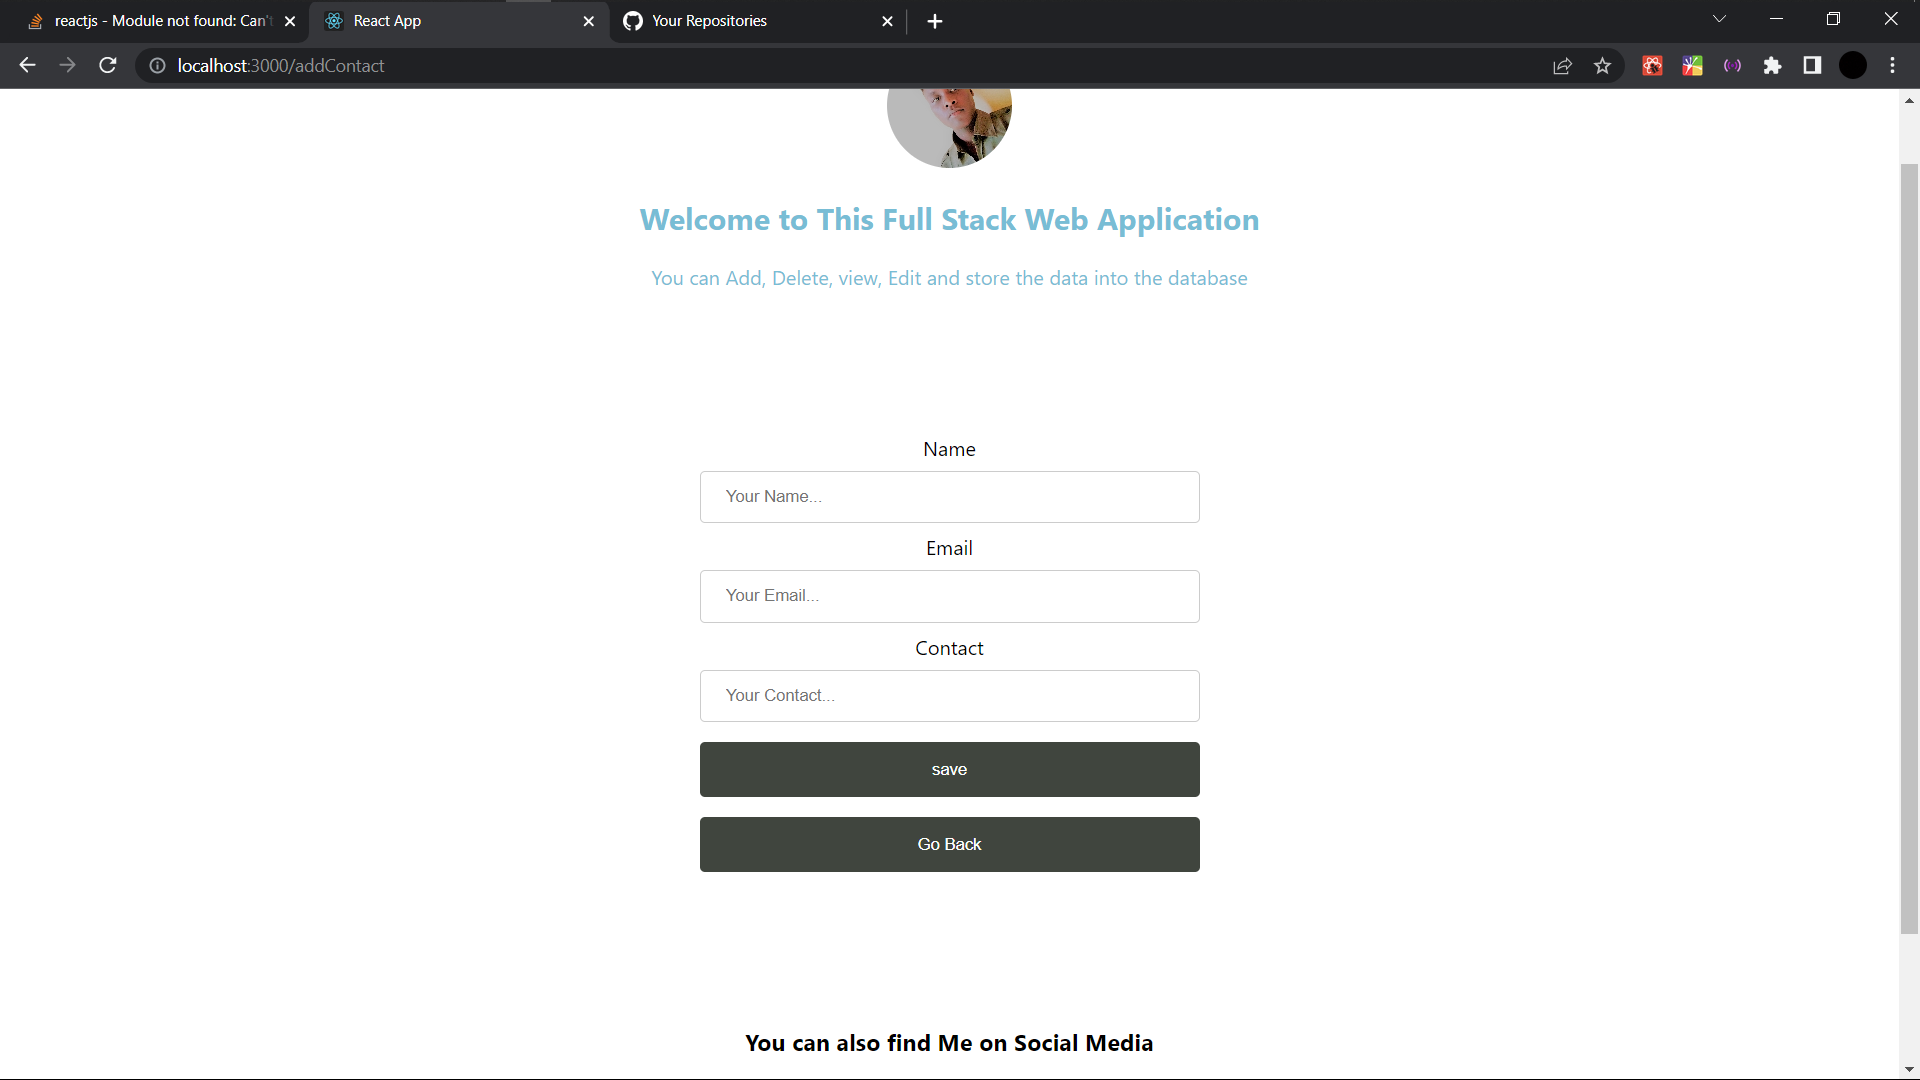 reactjs - Module not found: Can't
React App
Your Repositories
localhost:3000/addContact
Welcome to This Full Stack Web Application
You can Add, Delete, view, Edit and store the data into the database
Name
Your Name...
Email
Your Email...
Contact
Your Contact...
save
Go Back
You can also find Me on Social Media